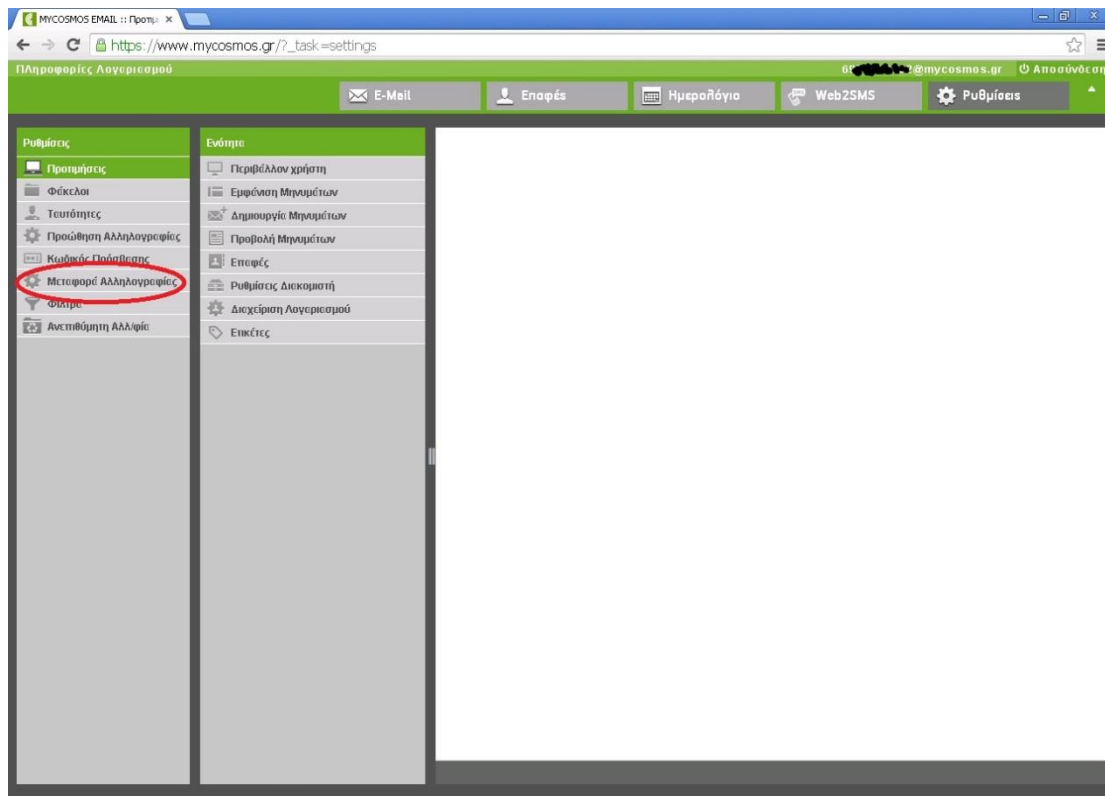 MYCOSMOS EMAIL :: Προτιμ
https://www.mycosmos.gr/?_task=settings
Πληροφορίες Λογαριασμού @mycosmos.gr Αποσύνδεση
E-Mail Επαφές Ημερολόγιο Web2SMS Ρυθμίσεις
Ρυθμίσεις
Προτιμήσεις
Φάκελοι
Ταυτότητες
Προώθηση Αλληλογραφίας
Κωδικός Πρόσβασης
Μεταφορά Αλληλογραφίας
Φίλτρα
Ανεπιθύμητη Αλλ/φία
Ενότητα
Περιβάλλον χρήστη
Εμφάνιση Μηνυμάτων
Δημιουργία Μηνυμάτων
Προβολή Μηνυμάτων
Επαφές
Ρυθμίσεις Διακομιστή
Διαχείριση Λογαριασμού
Ετικέτες